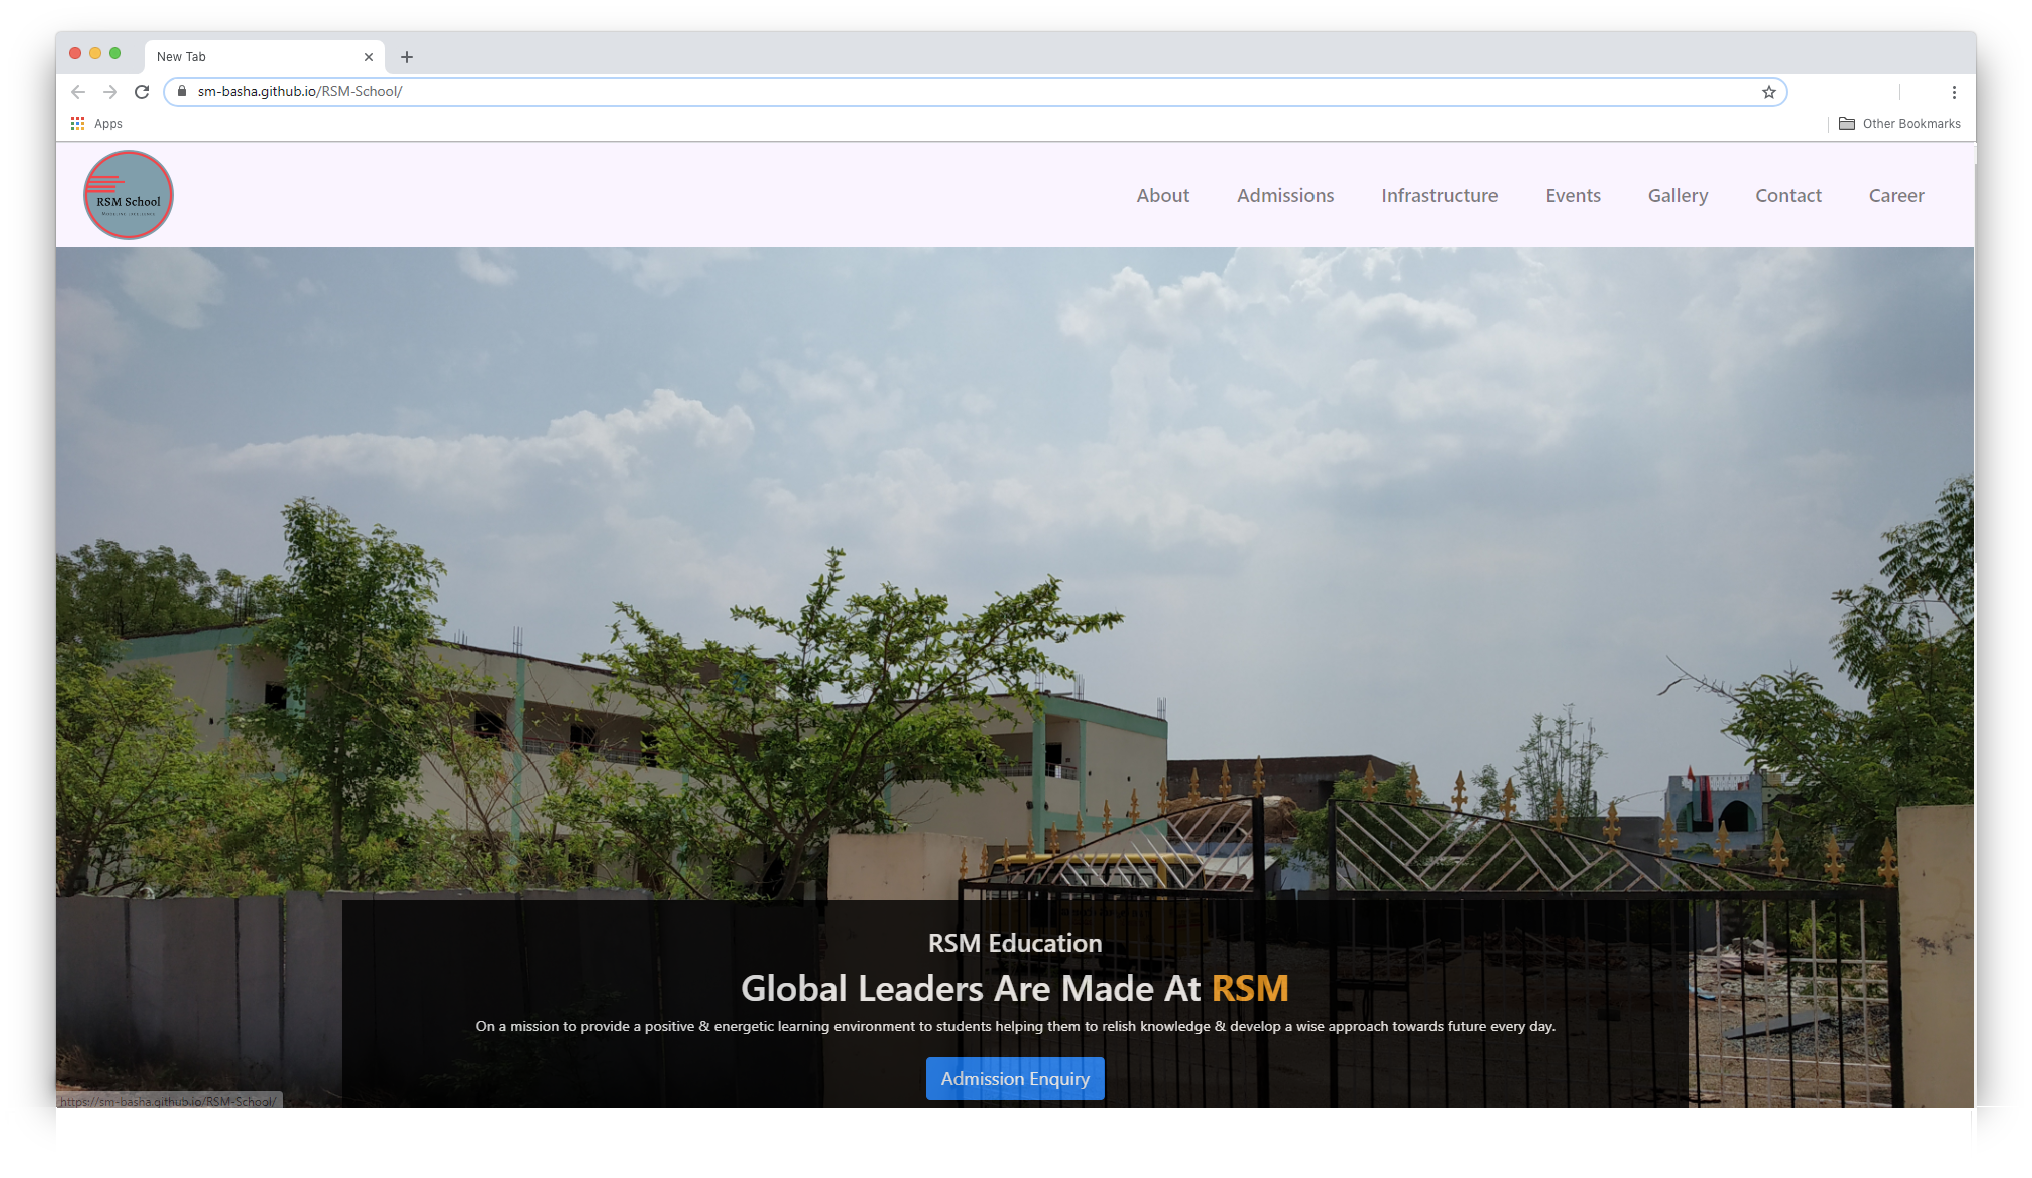 New Tab
sm-basha.github.io/RSM-School/
Apps
Other Bookmarks
RSM School
About
Admissions
Infrastructure
Events
Gallery
Contact
Career
RSM Education
Global Leaders Are Made At RSM
On a mission to provide a positive & energetic learning environment to students helping them to relish knowledge & develop a wise approach towards future every day.
Admission Enquiry
https://sm-basha.github.io/RSM-School/